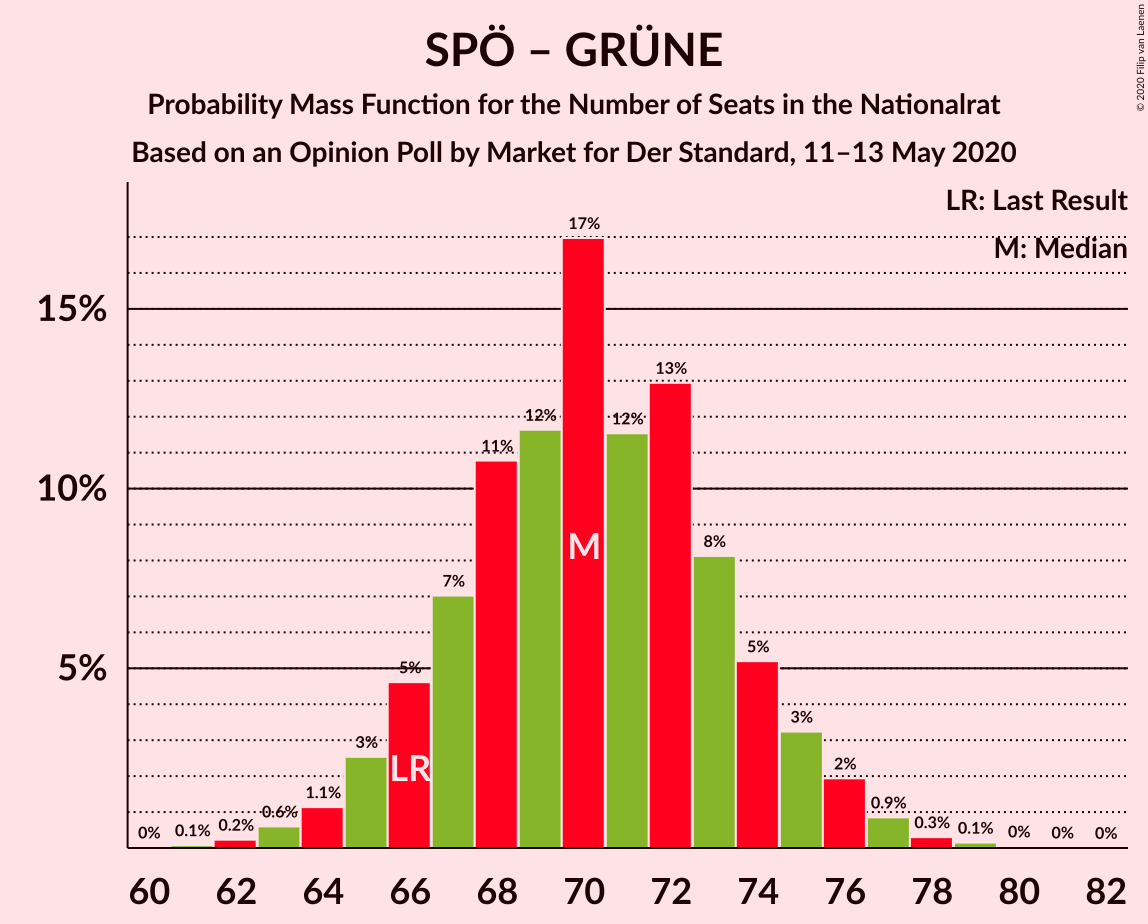 © 2020 Filip van Laenen
SPÖ – GRÜNE
Probability Mass Function for the Number of Seats in the Nationalrat
Based on an Opinion Poll by Market for Der Standard, 11–13 May 2020
LR: Last Result
M: Median
15%
10%
5%
0% 0.1% 0.2% 0.6% 1.1% 3% 5% 7% 11% 12% 17% 12% 13% 8% 5% 3% 2% 0.9% 0.3% 0.1% 0% 0% 0%
LR M
60 62 64 66 68 70 72 74 76 78 80 82